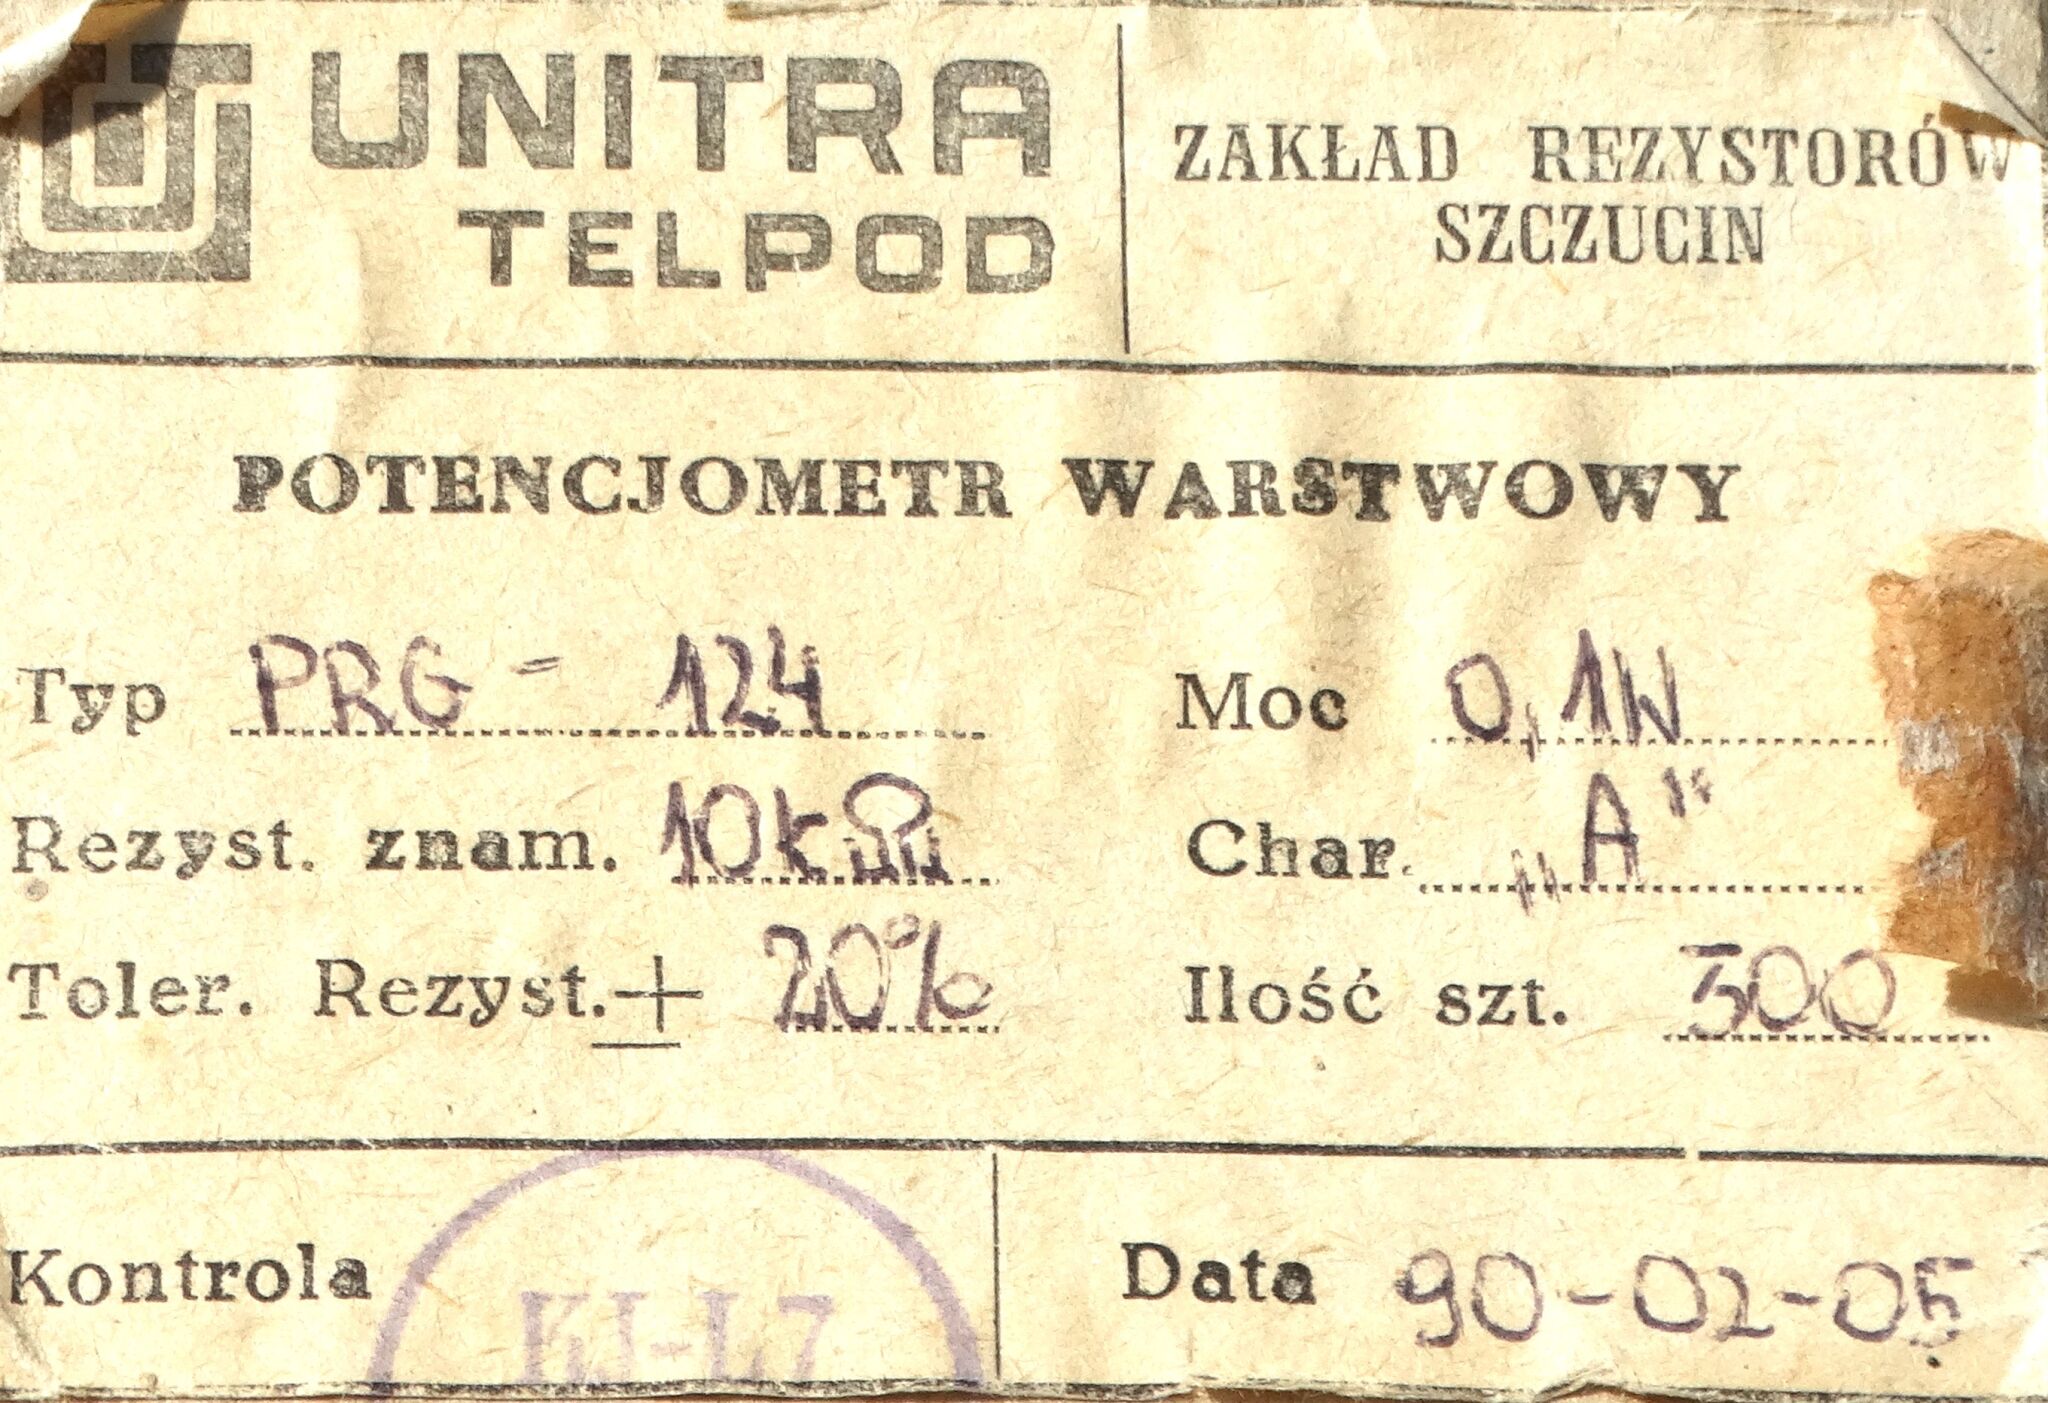 UNITRA
TELPOD
ZAKŁAD REZYSTORÓW
SZCZUCIN
POTENCJOMETR WARSTWOWY
Typ PRG - 124
Moc 0,1W
Rezyst. znam. 10kΩ
Char. „A"
Toler. Rezyst. ± 20%
Ilość szt. 300
Kontrola
Data 90-02-05